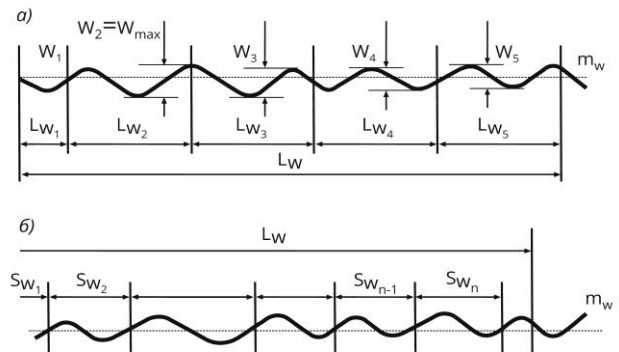 а)
W₂=Wmax
W₁ W₃ W₄ W₅ mw
Lw₁ Lw₂ Lw₃ Lw₄ Lw₅
Lw
б)
Lw
Sw₁ Sw₂ Swn-1 Swn mw